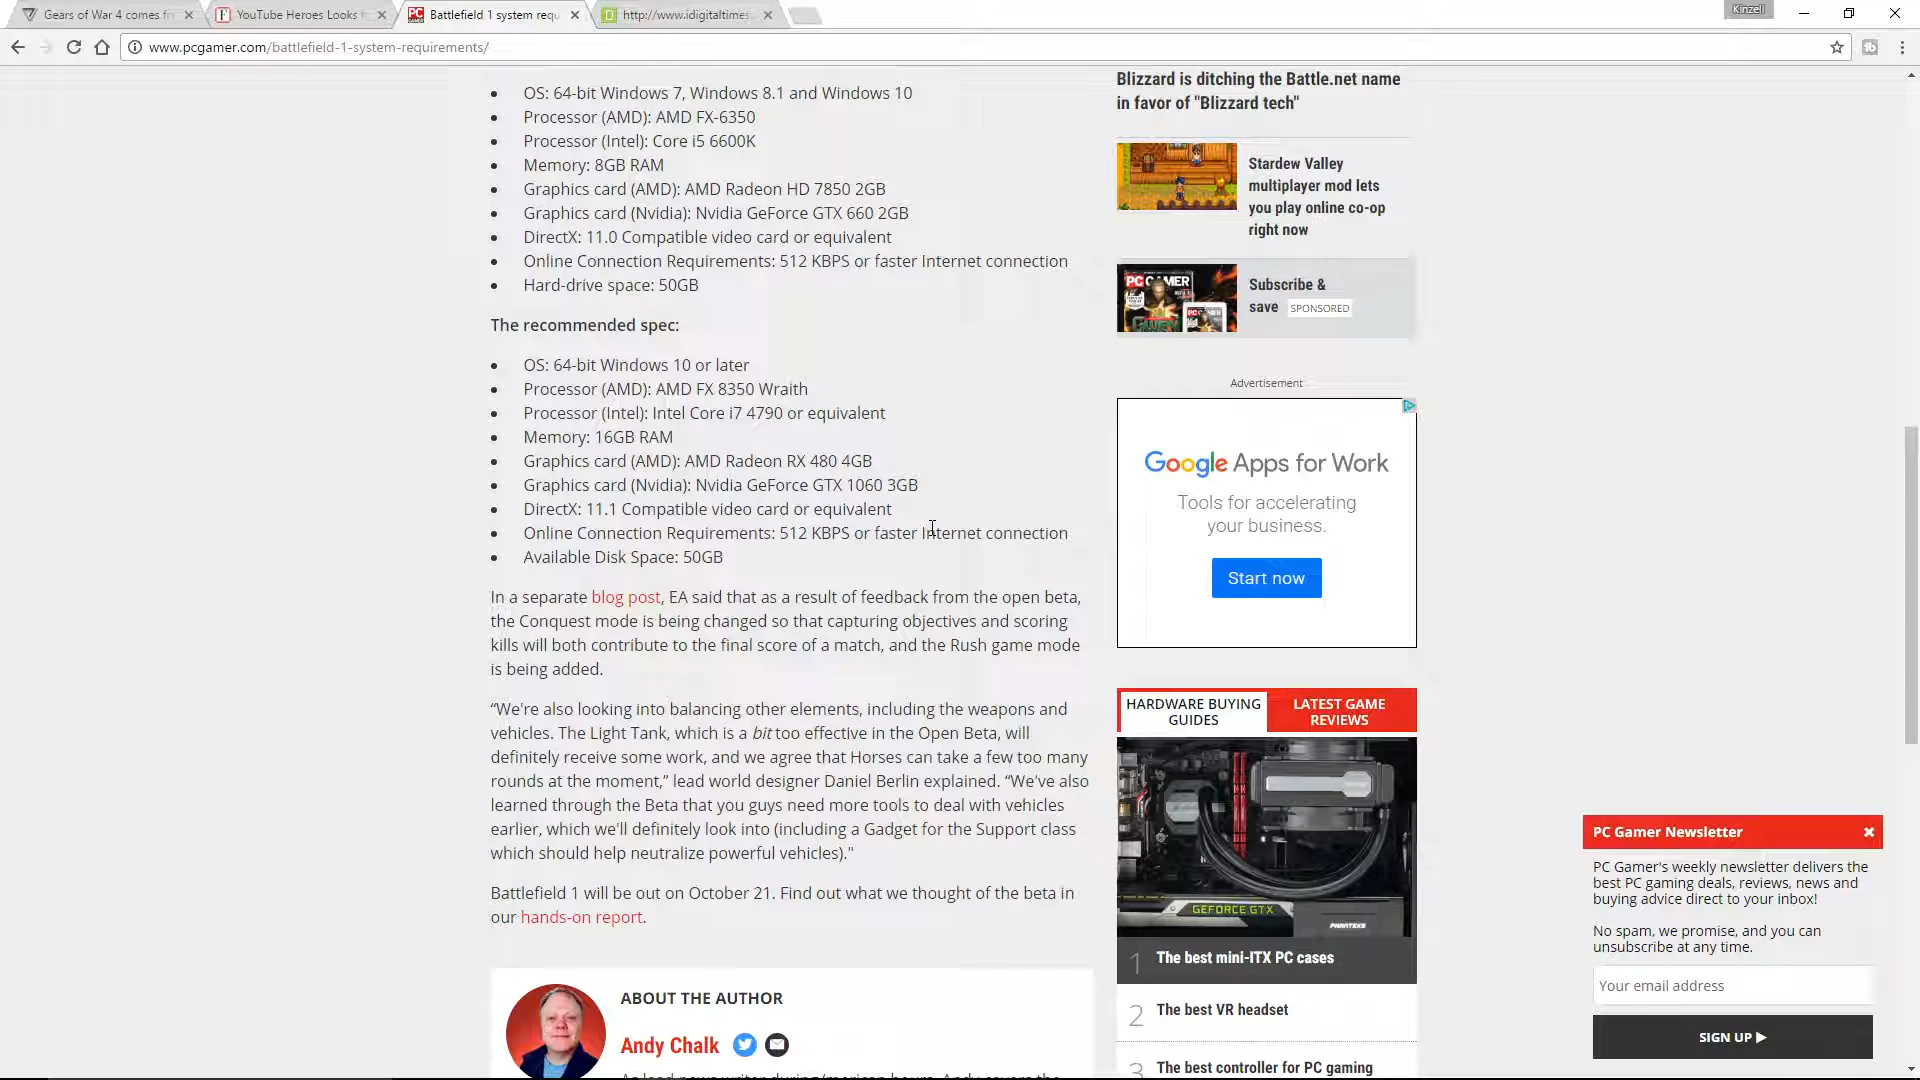 Gears of War 4 comes fr
YouTube Heroes Looks
Battlefield 1 system requ
http://www.idigitaltimes.
Kinzell
www.pcgamer.com/battlefield-1-system-requirements/
OS: 64-bit Windows 7, Windows 8.1 and Windows 10
Processor (AMD): AMD FX-6350
Processor (Intel): Core i5 6600K
Memory: 8GB RAM
Graphics card (AMD): AMD Radeon HD 7850 2GB
Graphics card (Nvidia): Nvidia GeForce GTX 660 2GB
DirectX: 11.0 Compatible video card or equivalent
Online Connection Requirements: 512 KBPS or faster Internet connection
Hard-drive space: 50GB
The recommended spec:
OS: 64-bit Windows 10 or later
Processor (AMD): AMD FX 8350 Wraith
Processor (Intel): Intel Core i7 4790 or equivalent
Memory: 16GB RAM
Graphics card (AMD): AMD Radeon RX 480 4GB
Graphics card (Nvidia): Nvidia GeForce GTX 1060 3GB
DirectX: 11.1 Compatible video card or equivalent
Online Connection Requirements: 512 KBPS or faster Internet connection
Available Disk Space: 50GB
In a separate blog post, EA said that as a result of feedback from the open beta,
the Conquest mode is being changed so that capturing objectives and scoring
kills will both contribute to the final score of a match, and the Rush game mode
is being added.
“We're also looking into balancing other elements, including the weapons and
vehicles. The Light Tank, which is a bit too effective in the Open Beta, will
definitely receive some work, and we agree that Horses can take a few too many
rounds at the moment,” lead world designer Daniel Berlin explained. “We've also
learned through the Beta that you guys need more tools to deal with vehicles
earlier, which we'll definitely look into (including a Gadget for the Support class
which should help neutralize powerful vehicles)."
Battlefield 1 will be out on October 21. Find out what we thought of the beta in
our hands-on report.
ABOUT THE AUTHOR
Andy Chalk
Blizzard is ditching the Battle.net name
in favor of "Blizzard tech"
Stardew Valley
multiplayer mod lets
you play online co-op
right now
PC GAMER
Subscribe &
save SPONSORED
Advertisement
Google Apps for Work
Tools for accelerating
your business.
Start now
HARDWARE BUYING
GUIDES
LATEST GAME
REVIEWS
GEFORCE GTX
PHANTEKS
1 The best mini-ITX PC cases
2 The best VR headset
3 The best controller for PC gaming
PC Gamer Newsletter
PC Gamer's weekly newsletter delivers the
best PC gaming deals, reviews, news and
buying advice direct to your inbox!
No spam, we promise, and you can
unsubscribe at any time.
Your email address
SIGN UP